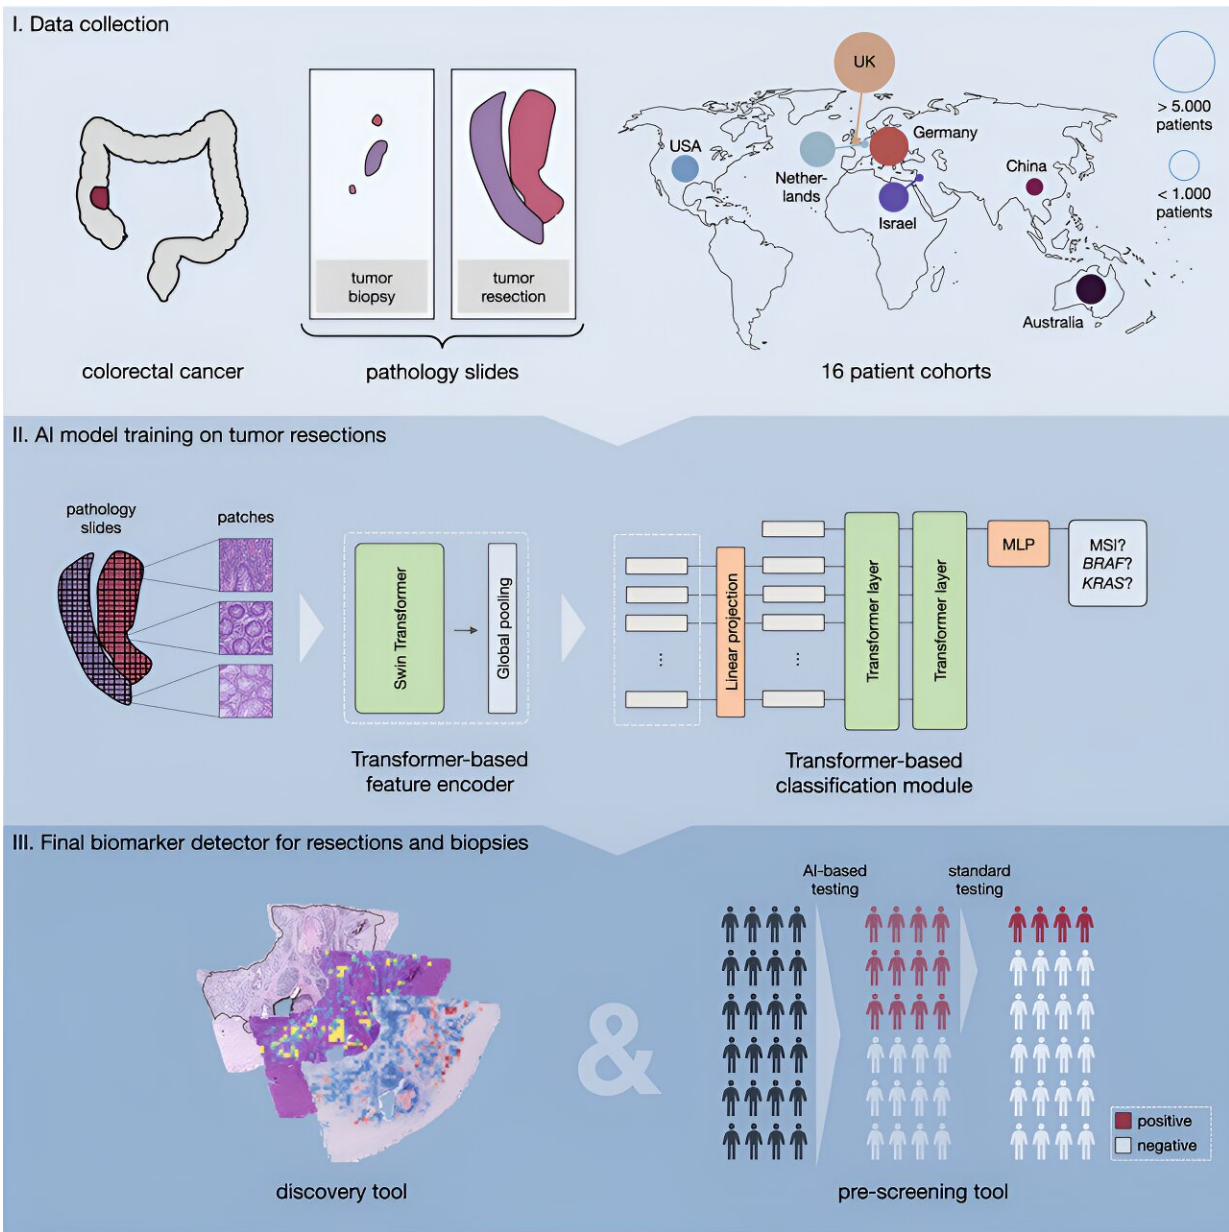 I. Data collection
tumor
biopsy
tumor
resection
colorectal cancer
pathology slides
UK
USA
Germany
Nether-
lands
Israel
China
Australia
16 patient cohorts
> 5.000
patients
< 1.000
patients
II. AI model training on tumor resections
pathology
slides
patches
Swin Transformer
Global pooling
Transformer-based
feature encoder
...
Linear projection
...
Transformer layer
Transformer layer
MLP
MSI?
BRAF?
KRAS?
Transformer-based
classification module
III. Final biomarker detector for resections and biopsies
discovery tool
&
AI-based
testing
standard
testing
positive
negative
pre-screening tool